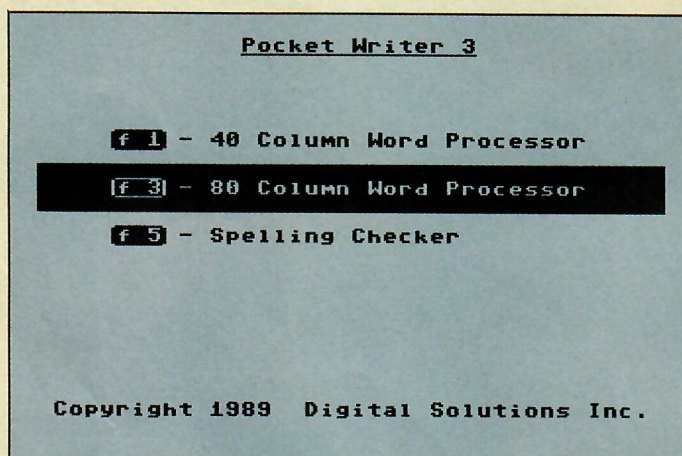 Pocket Writer 3
f 1 - 40 Column Word Processor
f 3 - 80 Column Word Processor
f 5 - Spelling Checker
Copyright 1989 Digital Solutions Inc.